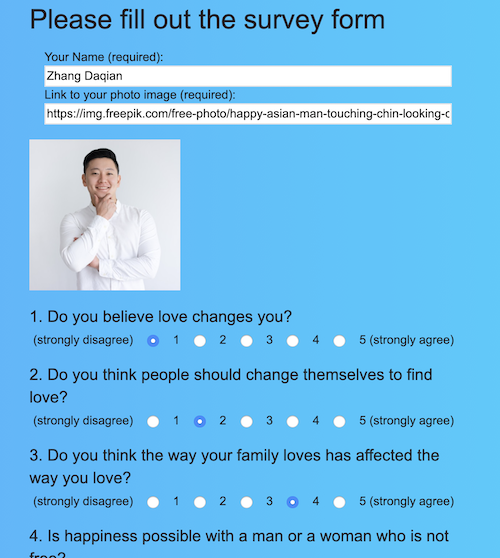 Please fill out the survey form
Your Name (required):
Zhang Daqian
Link to your photo image (required):
https://img.freepik.com/free-photo/happy-asian-man-touching-chin-looking-c
1. Do you believe love changes you?
(strongly disagree) 1 2 3 4 5 (strongly agree)
2. Do you think people should change themselves to find
love?
(strongly disagree) 1 2 3 4 5 (strongly agree)
3. Do you think the way your family loves has affected the
way you love?
(strongly disagree) 1 2 3 4 5 (strongly agree)
4. Is happiness possible with a man or a woman who is not
free?